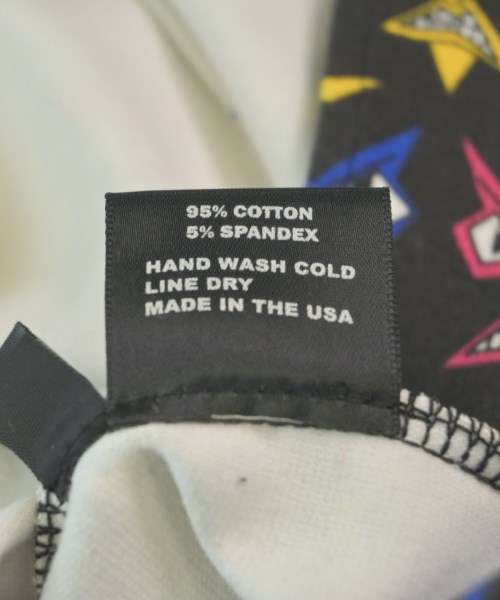 95% COTTON
5% SPANDEX
HAND WASH COLD
LINE DRY
MADE IN THE USA